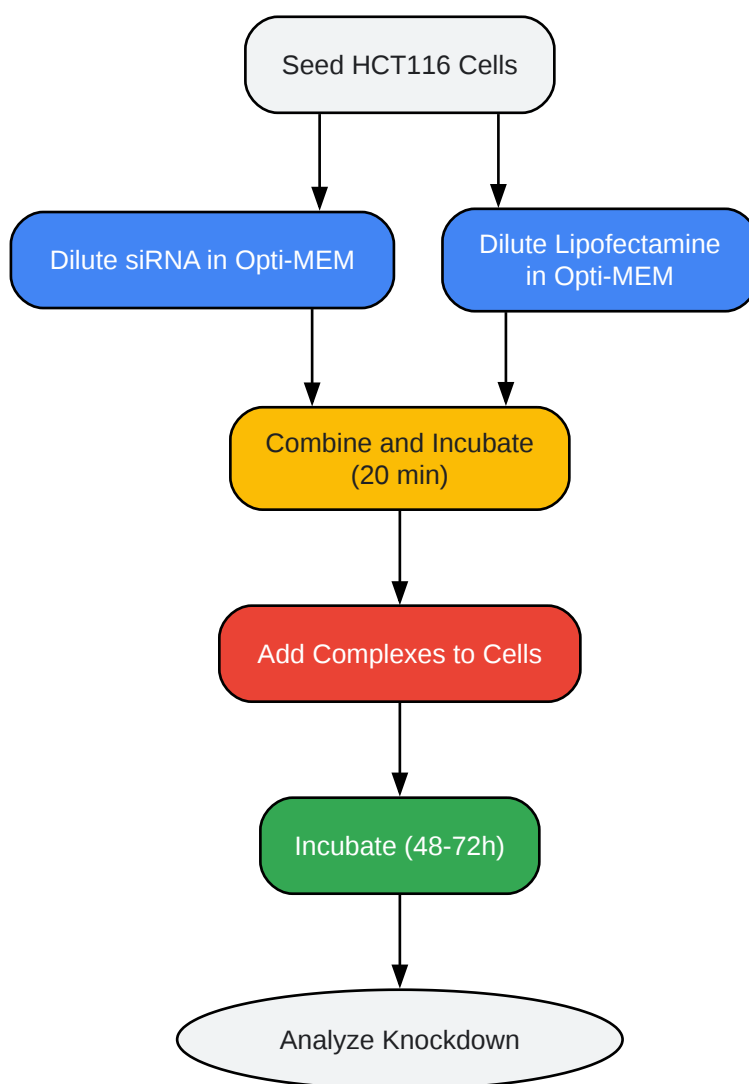 Seed HCT116 Cells
Dilute siRNA in Opti-MEM
Dilute Lipofectamine
in Opti-MEM
Combine and Incubate
(20 min)
Add Complexes to Cells
Incubate (48-72h)
Analyze Knockdown